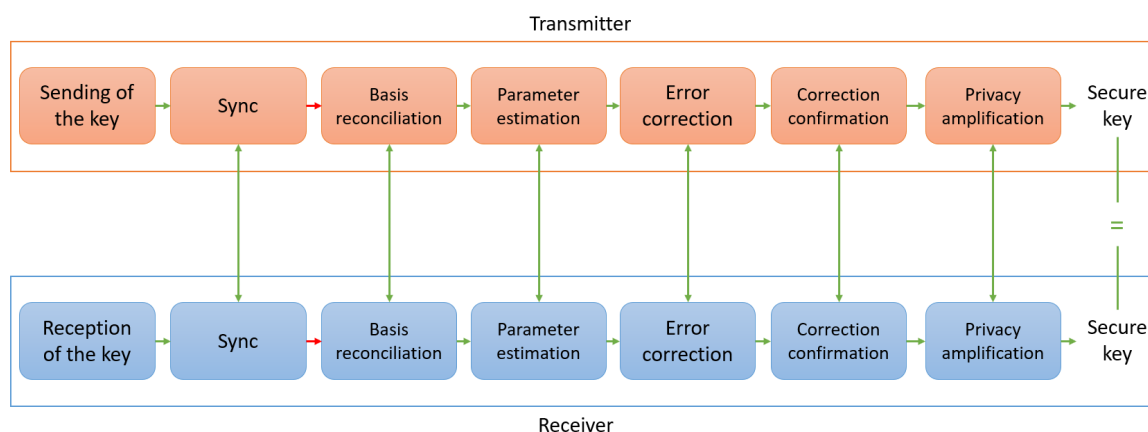 Transmitter
Sending of
the key
Sync
Basis
reconciliation
Parameter
estimation
Error
correction
Correction
confirmation
Privacy
amplification
Secure
key
=
Reception
of the key
Sync
Basis
reconciliation
Parameter
estimation
Error
correction
Correction
confirmation
Privacy
amplification
Secure
key
Receiver